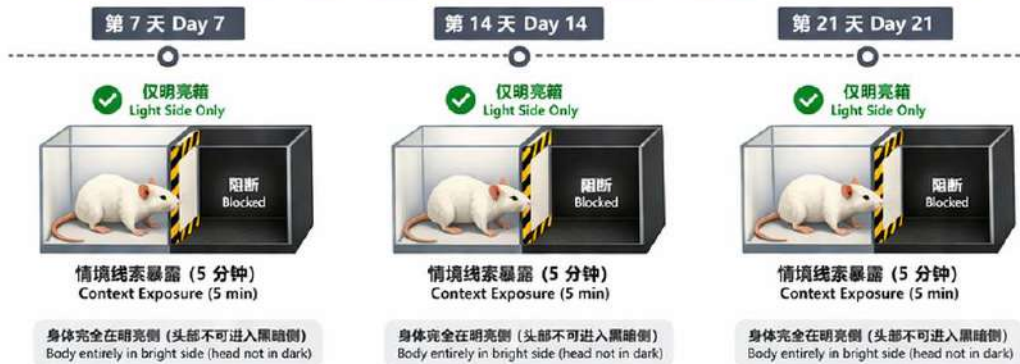 第 7 天 Day 7
第 14 天 Day 14
第 21 天 Day 21
仅明亮箱
Light Side Only
仅明亮箱
Light Side Only
仅明亮箱
Light Side Only
阻断
Blocked
阻断
Blocked
阻断
Blocked
情境线索暴露 (5 分钟)
Context Exposure (5 min)
情境线索暴露 (5 分钟)
Context Exposure (5 min)
情境线索暴露 (5 分钟)
Context Exposure (5 min)
身体完全在明亮侧 (头部不可进入黑暗侧)
Body entirely in bright side (head not in dark)
身体完全在明亮侧 (头部不可进入黑暗侧)
Body entirely in bright side (head not in dark)
身体完全在明亮侧 (头部不可进入黑暗侧)
Body entirely in bright side (head not in dark)